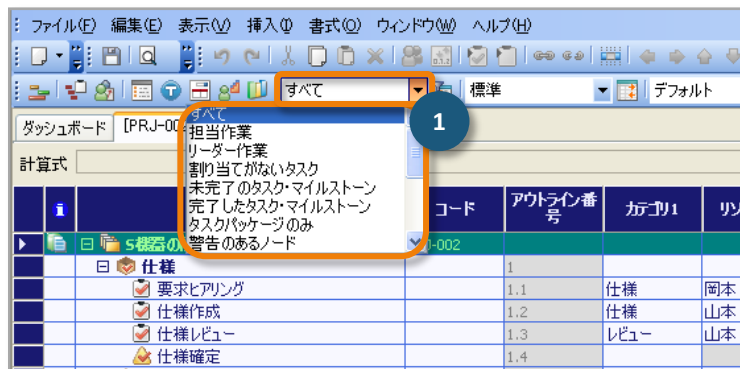 ファイル(F) 編集(E) 表示(V) 挿入(I) 書式(O) ウィンドウ(W) ヘルプ(H)
すべて 標準 デフォルト
ダッシュボード [PRJ-00
1
すべて
担当作業
リーダー作業
割り当てがないタスク
未完了のタスク・マイルストーン
完了したタスク・マイルストーン
タスクパッケージのみ
警告のあるノード
計算式
コード アウトライン番号 カテゴリ1 リソ
S機器の -002
仕様 1
要求ヒアリング 1.1 仕様 岡本
仕様作成 1.2 仕様 山本
仕様レビュー 1.3 レビュー 山本
仕様確定 1.4